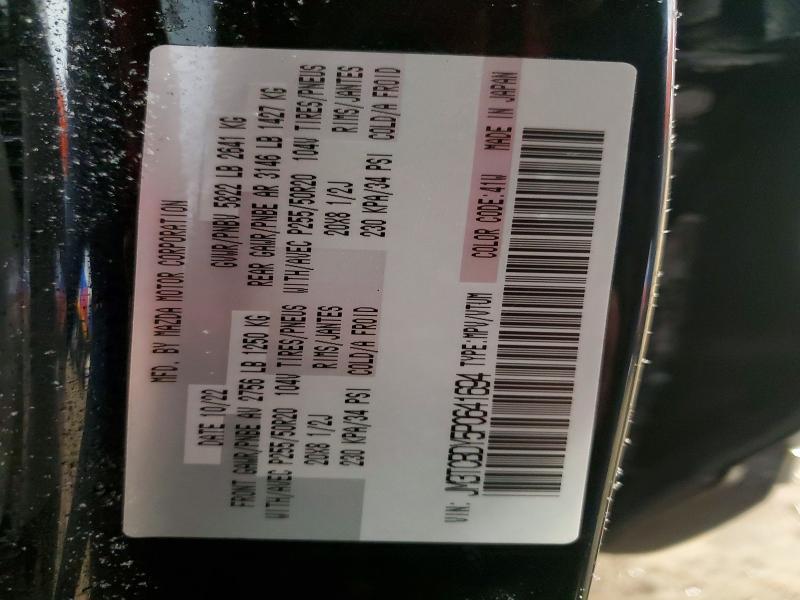 MFD. BY MAZDA MOTOR CORPORATION
DATE 10/22 GVWR/PNBV 5822 LB 2641 KG
FRONT GAWR/PNBE AV 2756 LB 1250 KG REAR GAWR/PNBE AR 3146 LB 1427 KG
WITH/AVEC P255/50R20 104V TIRES/PNEUS WITH/AVEC P255/50R20 104V TIRES/PNEUS
20X8 1/2J RIMS/JANTES 20X8 1/2J RIMS/JANTES
230 KPA/34 PSI COLD/A FROID 230 KPA/34 PSI COLD/A FROID
VIN: JM3TCBDY5P0641694 TYPE:MPV/VTUM COLOR CODE:41W MADE IN JAPAN